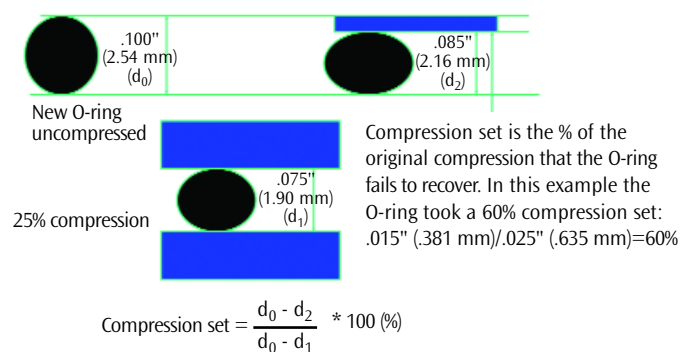 .100"
(2.54 mm)
(d₀)
.085"
(2.16 mm)
(d₂)
New O-ring
uncompressed
.075"
(1.90 mm)
(d₁)
25% compression
Compression set is the % of the
original compression that the O-ring
fails to recover. In this example the
O-ring took a 60% compression set:
.015" (.381 mm)/.025" (.635 mm)=60%
Compression set = d₀ - d₂ / d₀ - d₁ * 100 (%)